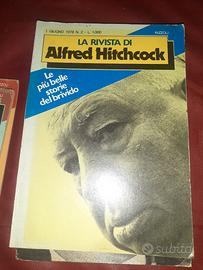 1 GIUGNO 1978 N. 2 - L. 1.000
RIZZOLI
LA RIVISTA DI
Alfred Hitchcock
Le
più belle
storie
del brivido
subito